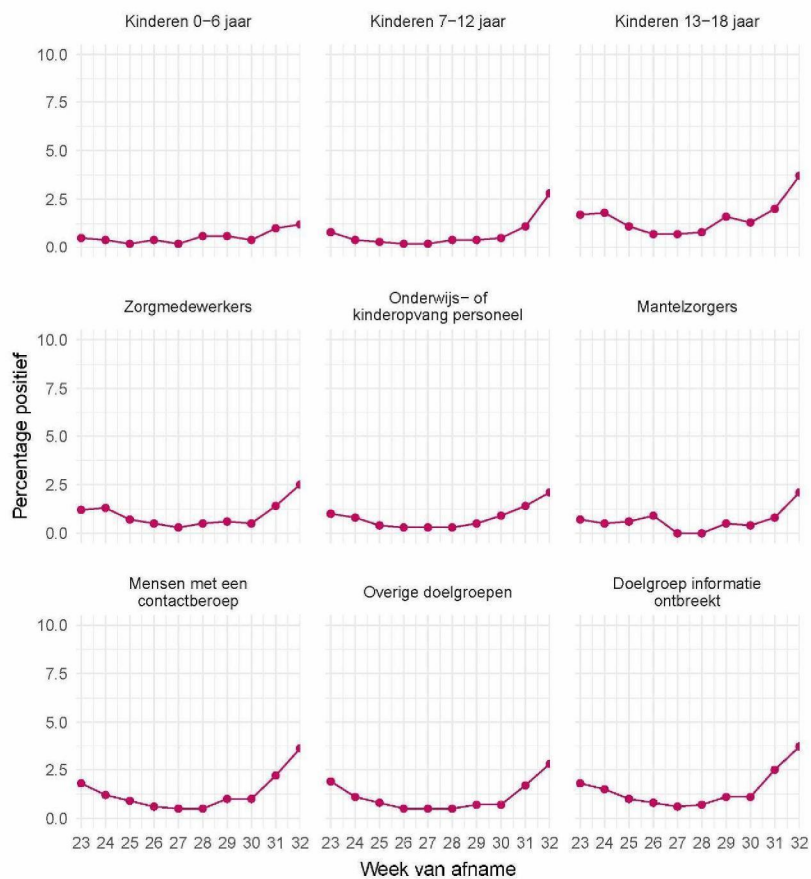 Kinderen 0−6 jaar
Kinderen 7−12 jaar
Kinderen 13−18 jaar
10.0
7.5
5.0
2.5
0.0
Zorgmedewerkers
Onderwijs− of
kinderopvang personeel
Mantelzorgers
10.0
7.5
5.0
2.5
0.0
Percentage positief
Mensen met een
contactberoep
Overige doelgroepen
Doelgroep informatie
ontbreekt
10.0
7.5
5.0
2.5
0.0
23 24 25 26 27 28 29 30 31 32
23 24 25 26 27 28 29 30 31 32
23 24 25 26 27 28 29 30 31 32
Week van afname